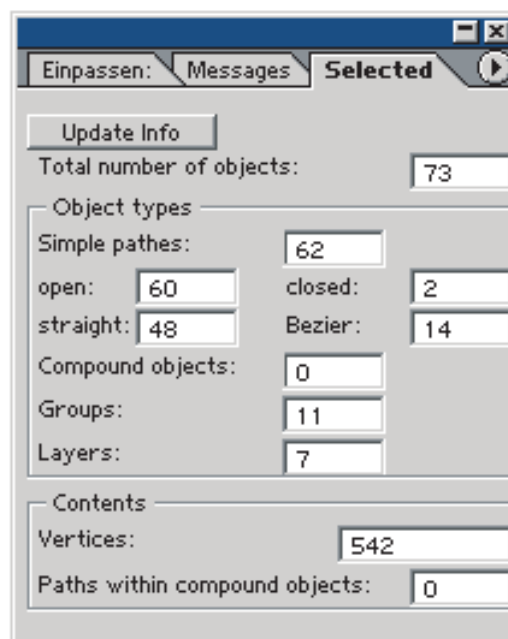 Einpassen: Messages Selected
Update Info
Total number of objects: 73
Object types
Simple pathes: 62
open: 60 closed: 2
straight: 48 Bezier: 14
Compound objects: 0
Groups: 11
Layers: 7
Contents
Vertices: 542
Paths within compound objects: 0